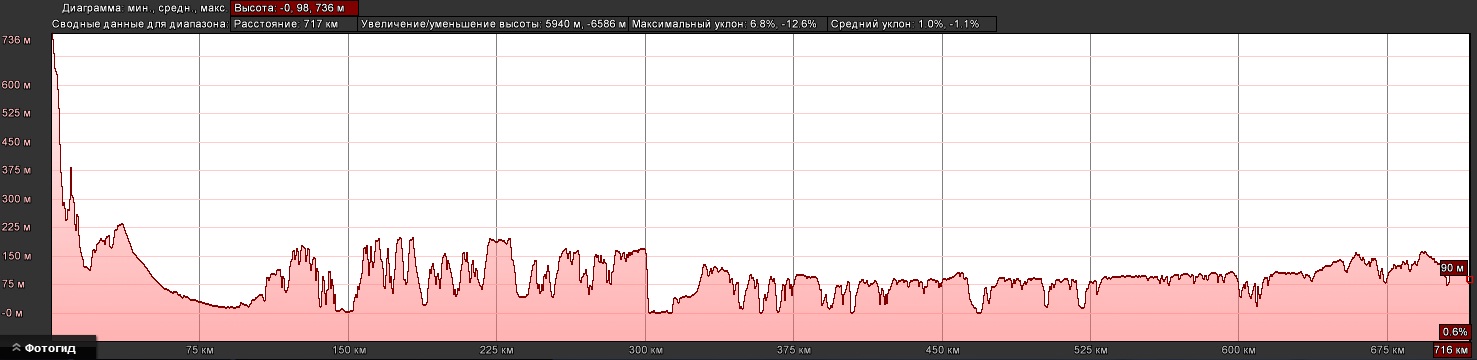 Диаграмма: мин., средн., макс. Высота: -0, 98, 736 м
Сводные данные для диапазона: Расстояние: 717 км Увеличение/уменьшение высоты: 5940 м, -6586 м Максимальный уклон: 6.8%, -12.6% Средний уклон: 1.0%, -1.1%
736 м
600 м
525 м
450 м
375 м
300 м
225 м
150 м
75 м
-0 м
90 м
0.6%
Фотогид
75 км 150 км 225 км 300 км 375 км 450 км 525 км 600 км 675 км 716 км